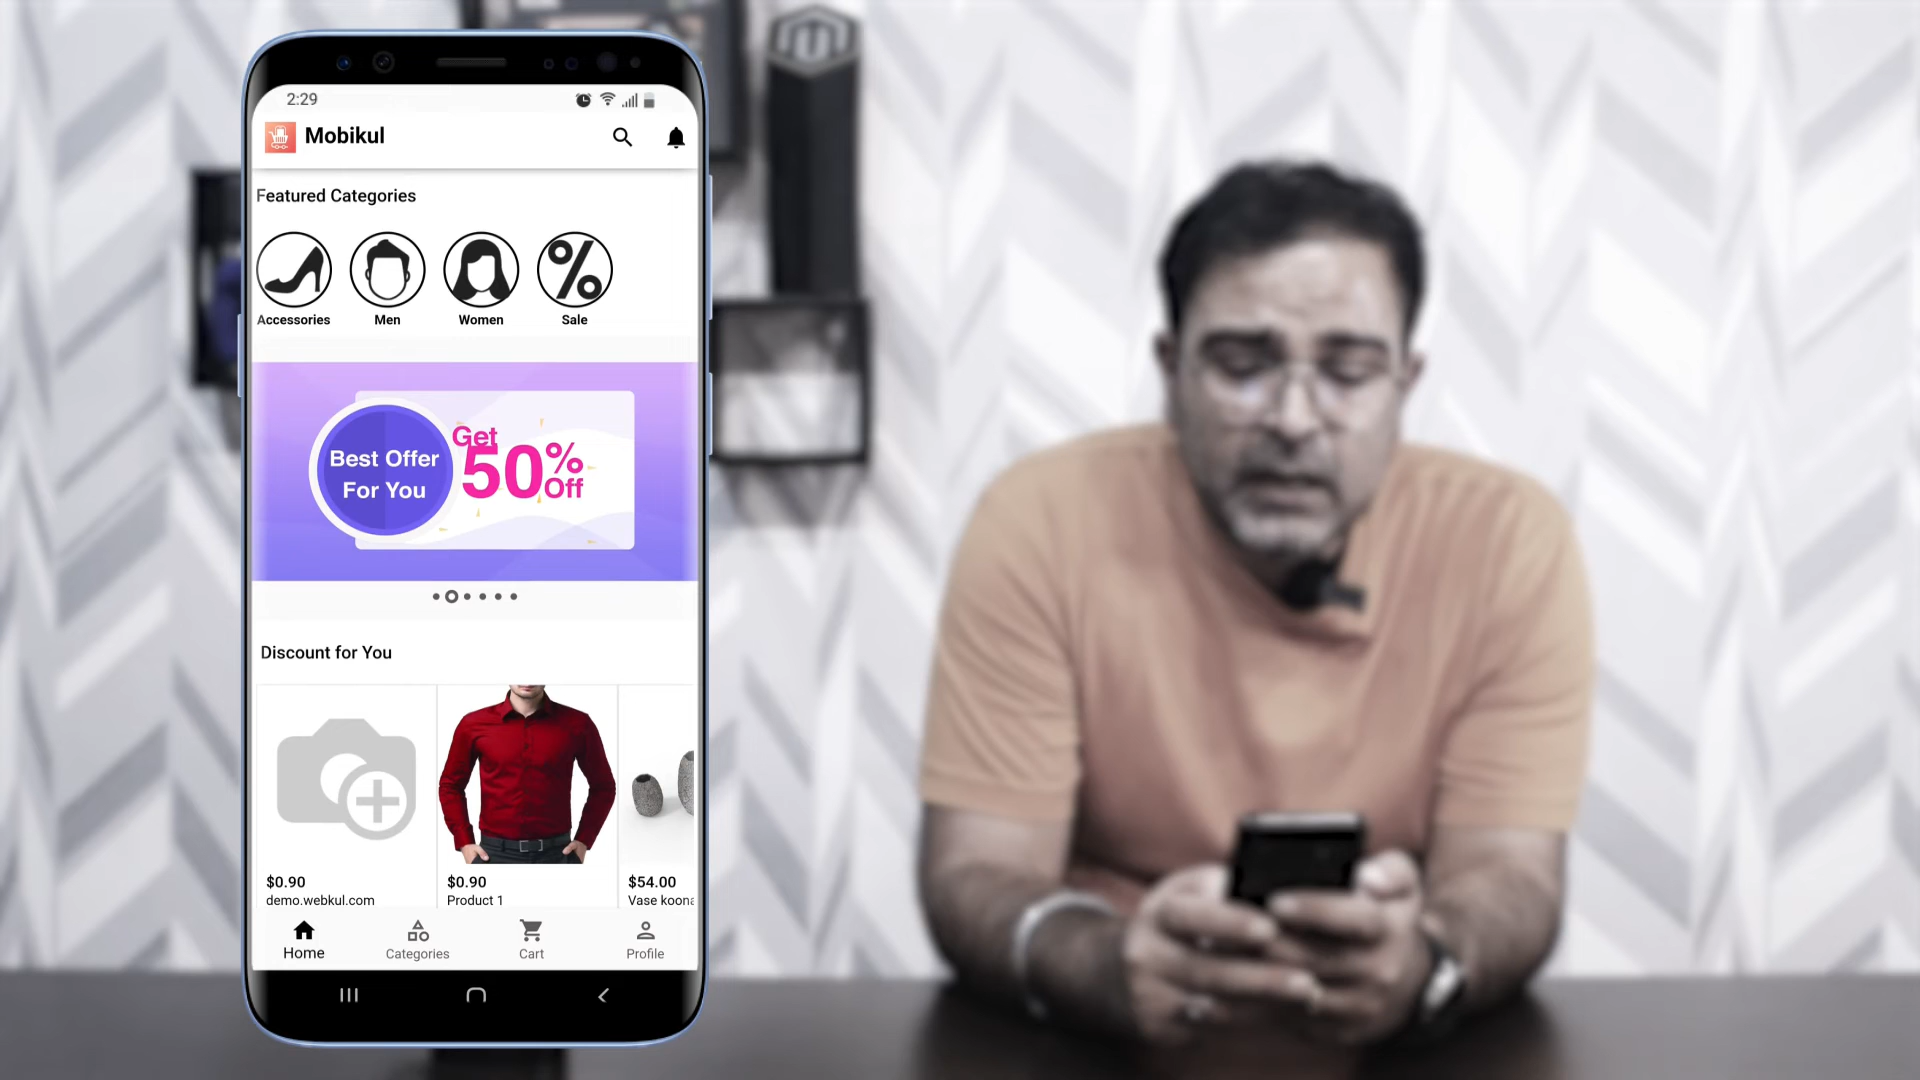 2:29
Mobikul
Featured Categories
Accessories
Men
Women
Sale
Best Offer
For You
Get
50%
Off
Discount for You
$0.90
demo.webkul.com
$0.90
Product 1
$54.00
Vase koona
Home
Categories
Cart
Profile